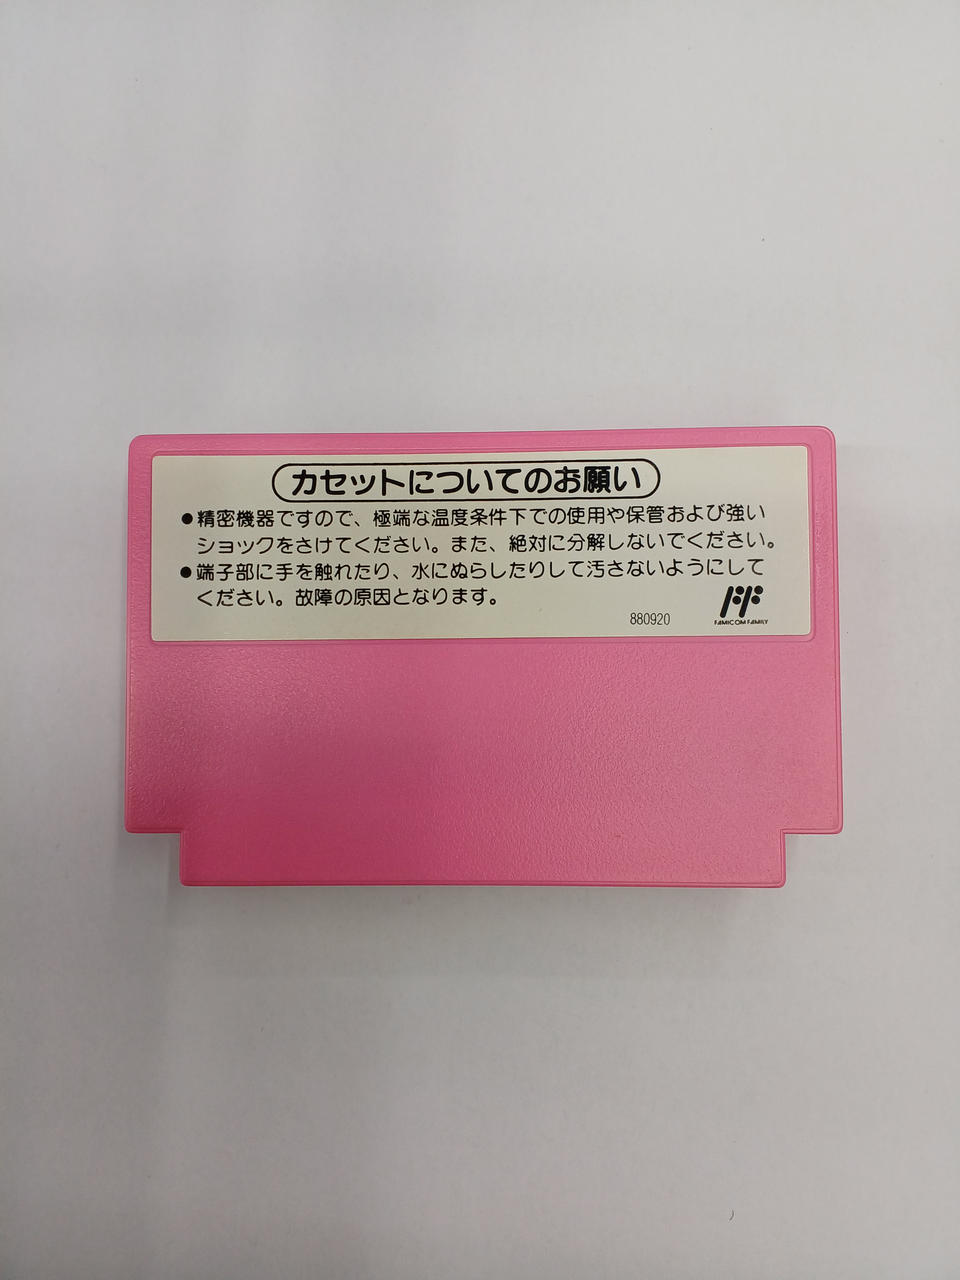 カセットについてのお願い
●精密機器ですので、極端な温度条件下での使用や保管および強い
ショックをさけてください。また、絶対に分解しないでください。
●端子部に手を触れたり、水にぬらしたりして汚さないようにして
ください。故障の原因となります。
880920
FAMICOM FAMILY